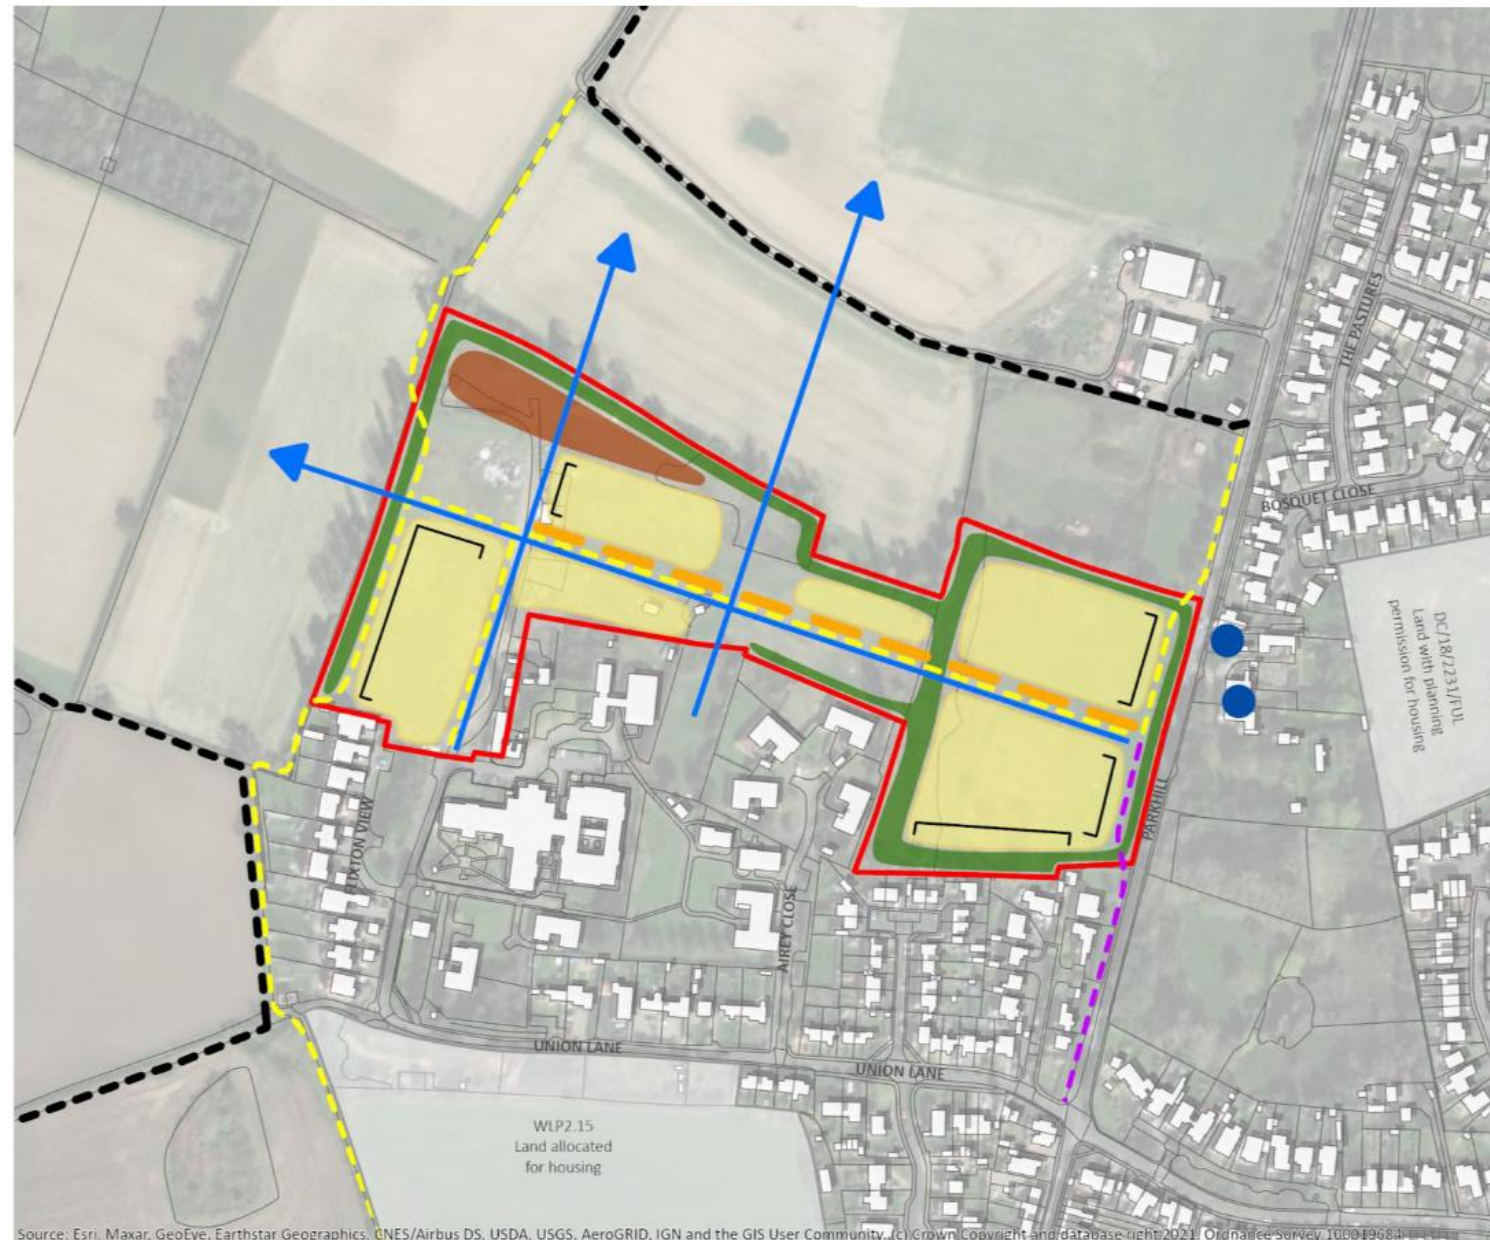 THE PASTURES
BOSQUET CLOSE
DC/18/2231/FUL
Land with planning
permission for housing
PARKHILL
FLIXTON VIEW
AIREY CLOSE
UNION LANE
UNION LANE
WLP2.15
Land allocated
for housing
Source: Esri, Maxar, GeoEye, Earthstar Geographics, CNES/Airbus DS, USDA, USGS, AeroGRID, IGN and the GIS User Community, (c) Crown Copyright and database right 2021. Ordnance Survey 100019684